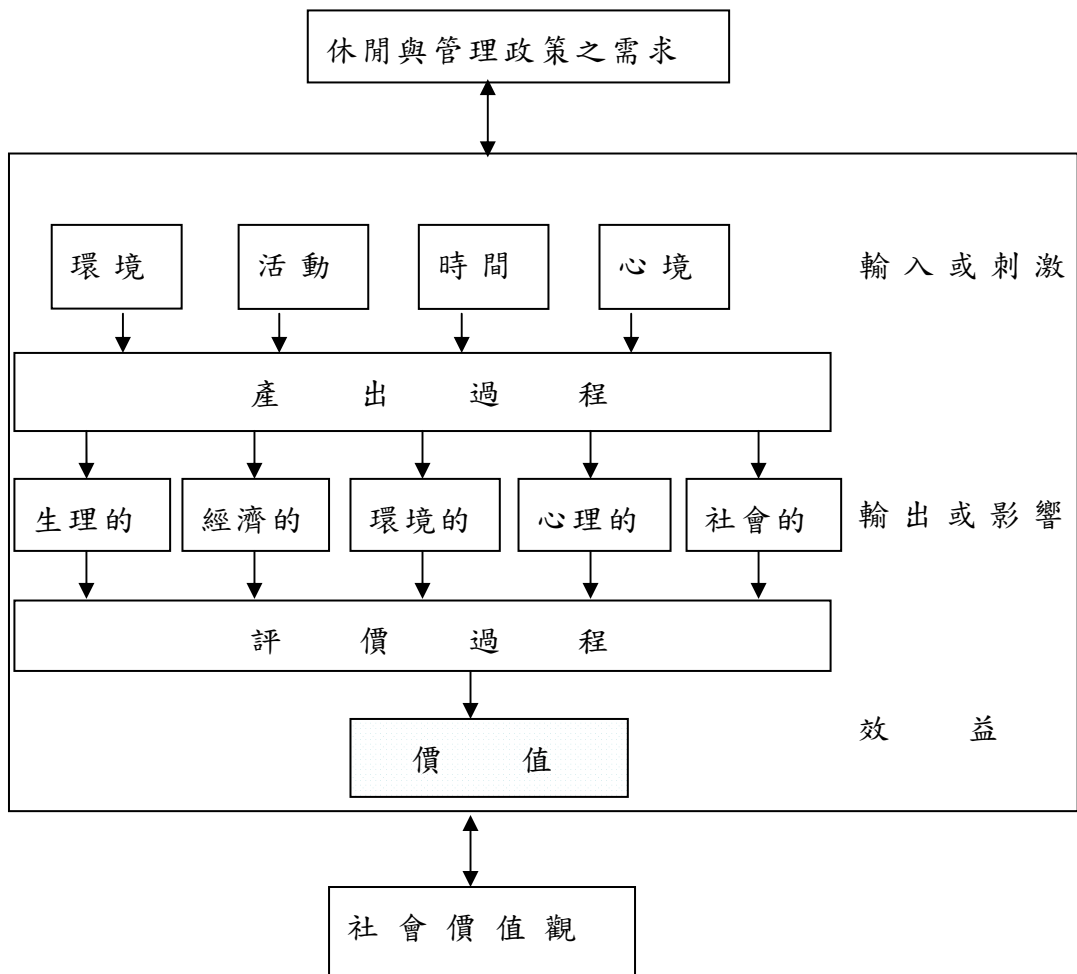 休閒與管理政策之需求
環境 活動 時間 心境 輸入或刺激
產出過程
生理的 經濟的 環境的 心理的 社會的 輸出或影響
評價過程
效益
價值
社會價值觀